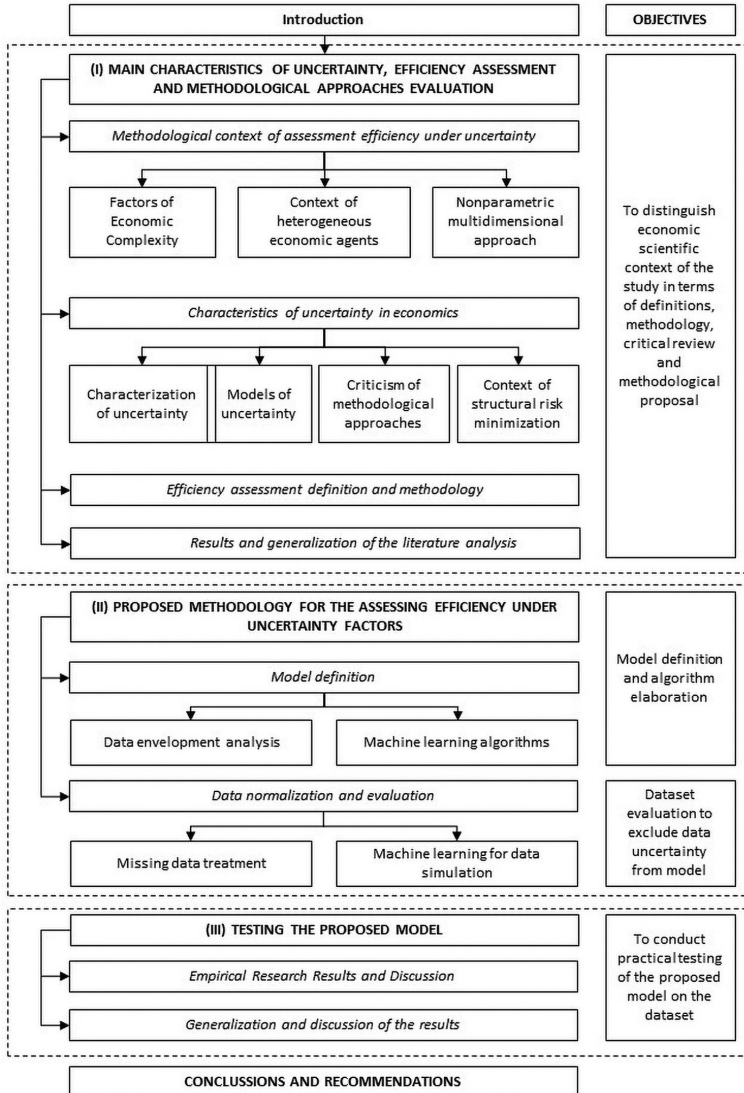 Introduction
OBJECTIVES
(I) MAIN CHARACTERISTICS OF UNCERTAINTY, EFFICIENCY ASSESSMENT
AND METHODOLOGICAL APPROACHES EVALUATION
Methodological context of assessment efficiency under uncertainty
Factors of
Economic
Complexity
Context of
heterogeneous
economic agents
Nonparametric
multidimensional
approach
Characteristics of uncertainty in economics
Characterization
of uncertainty
Models of
uncertainty
Criticism of
methodological
approaches
Context of
structural risk
minimization
Efficiency assessment definition and methodology
Results and generalization of the literature analysis
To distinguish
economic
scientific
context of the
study in terms
of definitions,
methodology,
critical review
and
methodological
proposal
(II) PROPOSED METHODOLOGY FOR THE ASSESSING EFFICIENCY UNDER
UNCERTAINTY FACTORS
Model definition
Data envelopment analysis
Machine learning algorithms
Model definition
and algorithm
elaboration
Data normalization and evaluation
Missing data treatment
Machine learning for data
simulation
Dataset
evaluation to
exclude data
uncertainty
from model
(III) TESTING THE PROPOSED MODEL
Empirical Research Results and Discussion
Generalization and discussion of the results
To conduct
practical testing
of the proposed
model on the
dataset
CONCLUSSIONS AND RECOMMENDATIONS